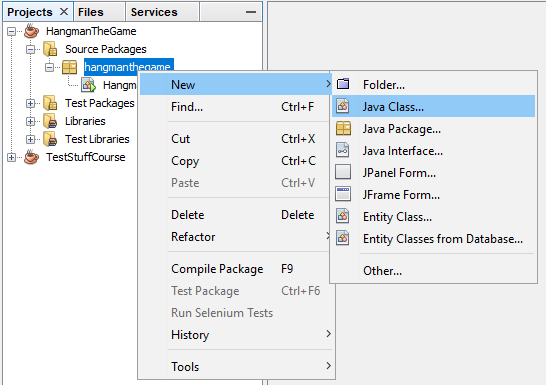 Projects
Files
Services
HangmanTheGame
Source Packages
hangmanthegame
Hangm
Test Packages
Libraries
Test Libraries
TestStuffCourse
New
Find... Ctrl+F
Cut Ctrl+X
Copy Ctrl+C
Paste Ctrl+V
Delete Delete
Refactor
Compile Package F9
Test Package Ctrl+F6
Run Selenium Tests
History
Tools
Folder...
Java Class...
Java Package...
Java Interface...
JPanel Form...
JFrame Form...
Entity Class...
Entity Classes from Database...
Other...